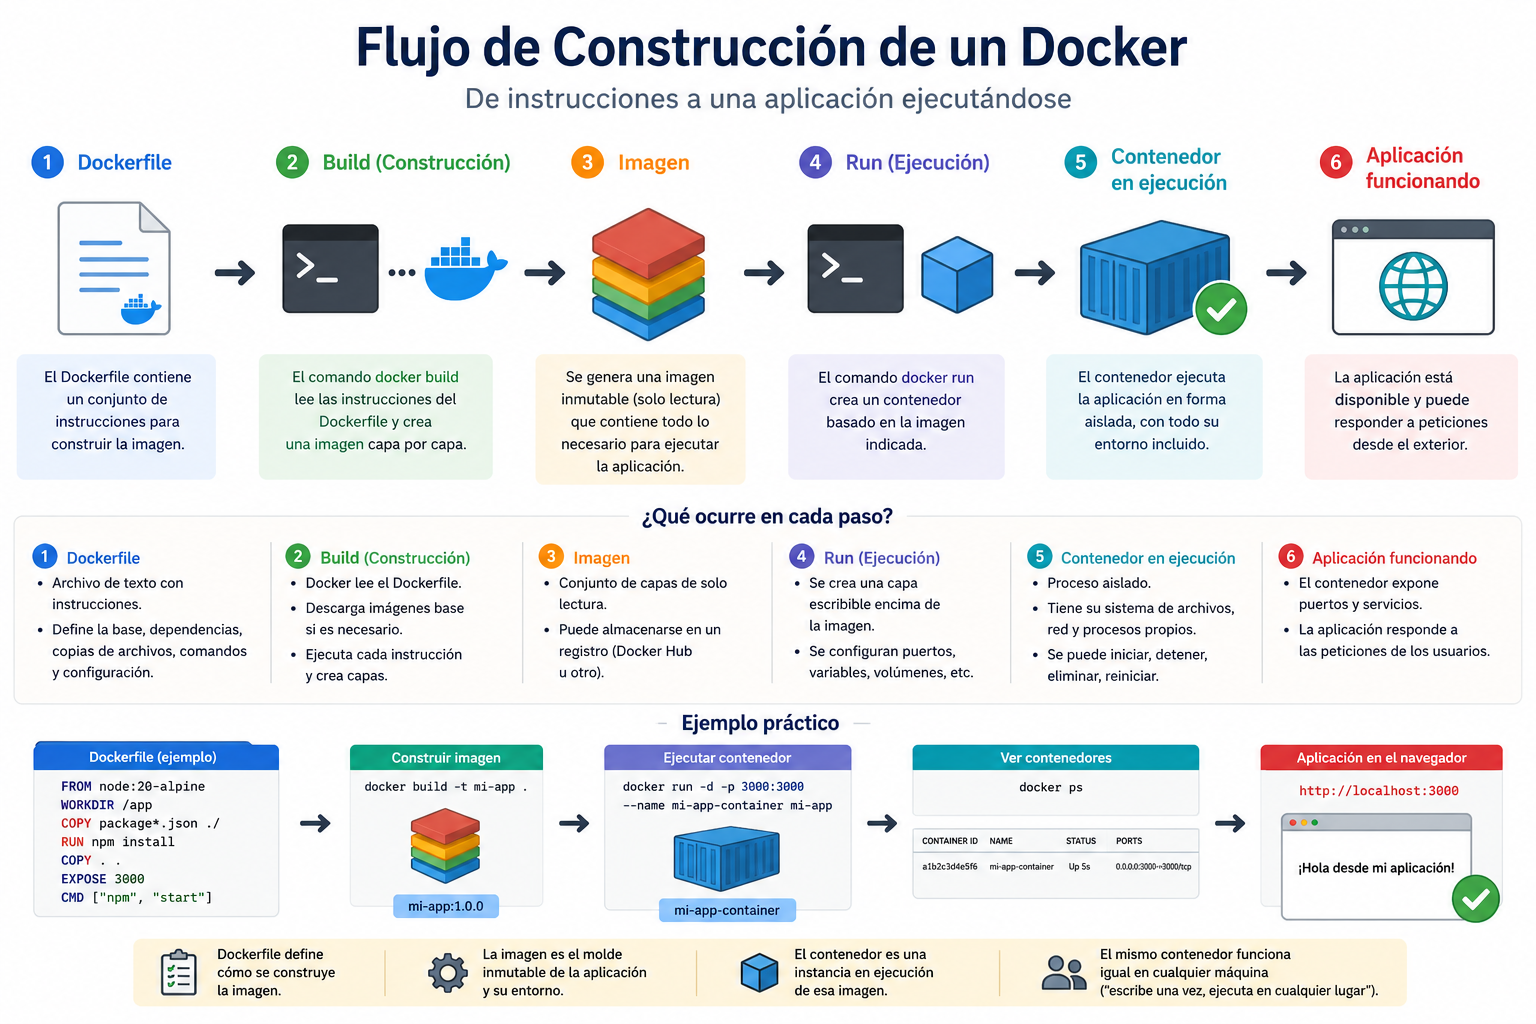 Flujo de Construcción de un Docker
De instrucciones a una aplicación ejecutándose
1 Dockerfile
2 Build (Construcción)
3 Imagen
4 Run (Ejecución)
5 Contenedor
en ejecución
6 Aplicación
funcionando
>_
>_
El Dockerfile contiene
un conjunto de
instrucciones para
construir la imagen.
El comando docker build
lee las instrucciones del
Dockerfile y crea
una imagen capa por capa.
Se genera una imagen
inmutable (solo lectura)
que contiene todo lo
necesario para ejecutar
la aplicación.
El comando docker run
crea un contenedor
basado en la imagen
indicada.
El contenedor ejecuta
la aplicación en forma
aislada, con todo su
entorno incluido.
La aplicación está
disponible y puede
responder a peticiones
desde el exterior.
¿Qué ocurre en cada paso?
1 Dockerfile
• Archivo de texto con
instrucciones.
• Define la base, dependencias,
copias de archivos, comandos
y configuración.
2 Build (Construcción)
• Docker lee el Dockerfile.
• Descarga imágenes base
si es necesario.
• Ejecuta cada instrucción
y crea capas.
3 Imagen
• Conjunto de capas de solo
lectura.
• Puede almacenarse en un
registro (Docker Hub
u otro).
4 Run (Ejecución)
• Se crea una capa
escribible encima de
la imagen.
• Se configuran puertos,
variables, volúmenes, etc.
5 Contenedor en ejecución
• Proceso aislado.
• Tiene su sistema de archivos,
red y procesos propios.
• Se puede iniciar, detener,
eliminar, reiniciar.
6 Aplicación funcionando
• El contenedor expone
puertos y servicios.
• La aplicación responde a
las peticiones de los usuarios.
Ejemplo práctico
Dockerfile (ejemplo)
FROM node:20-alpine
WORKDIR /app
COPY package*.json ./
RUN npm install
COPY . .
EXPOSE 3000
CMD ["npm", "start"]
Construir imagen
docker build -t mi-app .
mi-app:1.0.0
Ejecutar contenedor
docker run -d -p 3000:3000
--name mi-app-container mi-app
mi-app-container
Ver contenedores
docker ps
CONTAINER ID NAME STATUS PORTS
a1b2c3d4e5f6 mi-app-container Up 5s 0.0.0.0:3000->3000/tcp
Aplicación en el navegador
http://localhost:3000
¡Hola desde mi aplicación!
Dockerfile define
cómo se construye
la imagen.
La imagen es el molde
inmutable de la aplicación
y su entorno.
El contenedor es una
instancia en ejecución
de esa imagen.
El mismo contenedor funciona
igual en cualquier máquina
("escribe una vez, ejecuta en cualquier lugar").